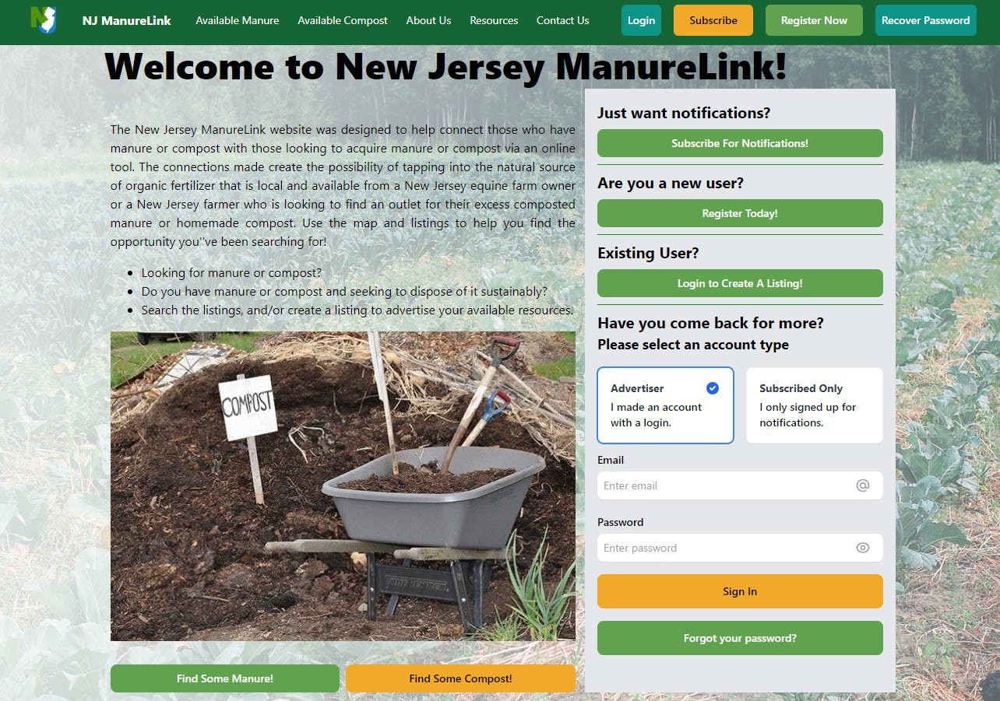 NJ ManureLink
Available Manure
Available Compost
About Us
Resources
Contact Us
Login
Subscribe
Register Now
Recover Password
Welcome to New Jersey ManureLink!
The New Jersey ManureLink website was designed to help connect those who have
manure or compost with those looking to acquire manure or compost via an online
tool. The connections made create the possibility of tapping into the natural source
of organic fertilizer that is local and available from a New Jersey equine farm owner
or a New Jersey farmer who is looking to find an outlet for their excess composted
manure or homemade compost. Use the map and listings to help you find the
opportunity you''ve been searching for!
• Looking for manure or compost?
• Do you have manure or compost and seeking to dispose of it sustainably?
• Search the listings, and/or create a listing to advertise your available resources.
COMPOST
TRUE TEMPER
Find Some Manure!
Find Some Compost!
Just want notifications?
Subscribe For Notifications!
Are you a new user?
Register Today!
Existing User?
Login to Create A Listing!
Have you come back for more?
Please select an account type
Advertiser
I made an account
with a login.
Subscribed Only
I only signed up for
notifications.
Email
Enter email
Password
Enter password
Sign In
Forgot your password?